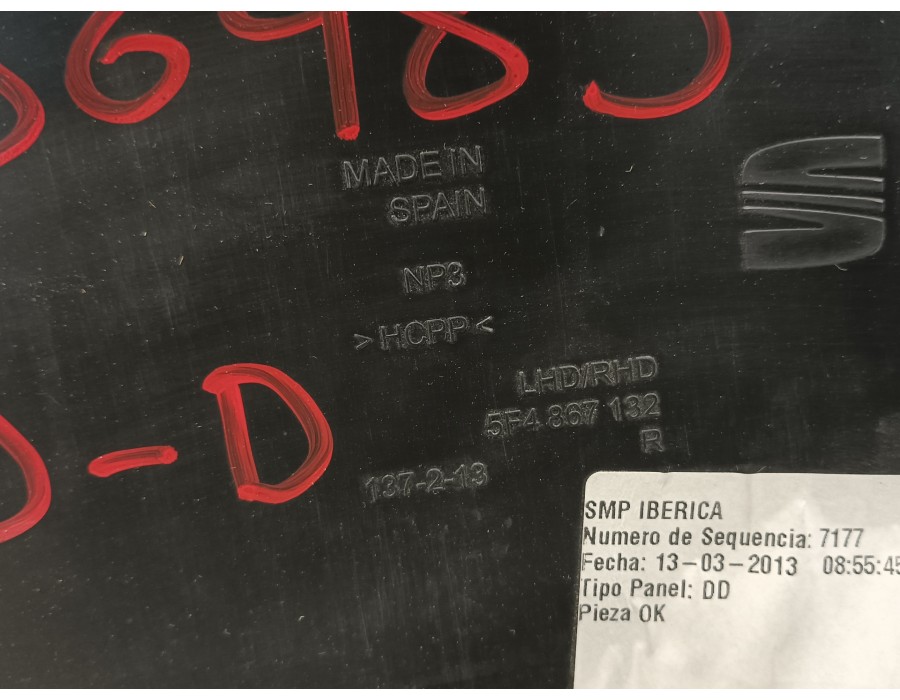 MADE IN
SPAIN
NP3
>HCPP<
LHD/RHD
5F4 867 132
R
D-D
137-2-13
SMP IBERICA
Numero de Sequencia: 7177
Fecha: 13-03-2013 08:55:45
Tipo Panel: DD
Pieza OK